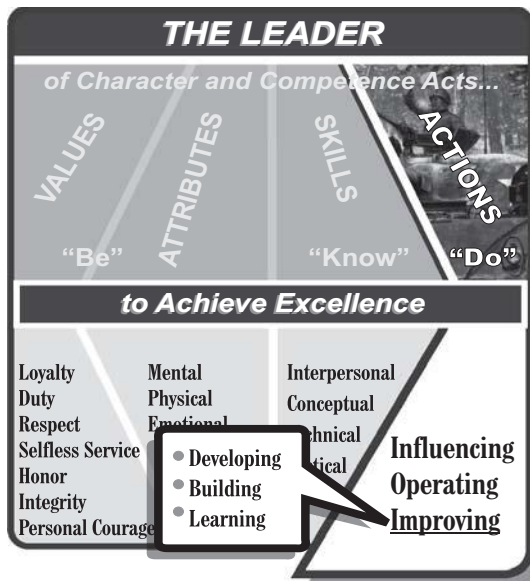 THE LEADER
of Character and Competence Acts...
VALUES
ATTRIBUTES
SKILLS
ACTIONS
“Be”
“Know”
“Do”
to Achieve Excellence
Loyalty
Duty
Respect
Selfless Service
Honor
Integrity
Personal Courage
Mental
Physical
Emotional
Interpersonal
Conceptual
Influencing
Operating
Improving
Developing
Building
Learning